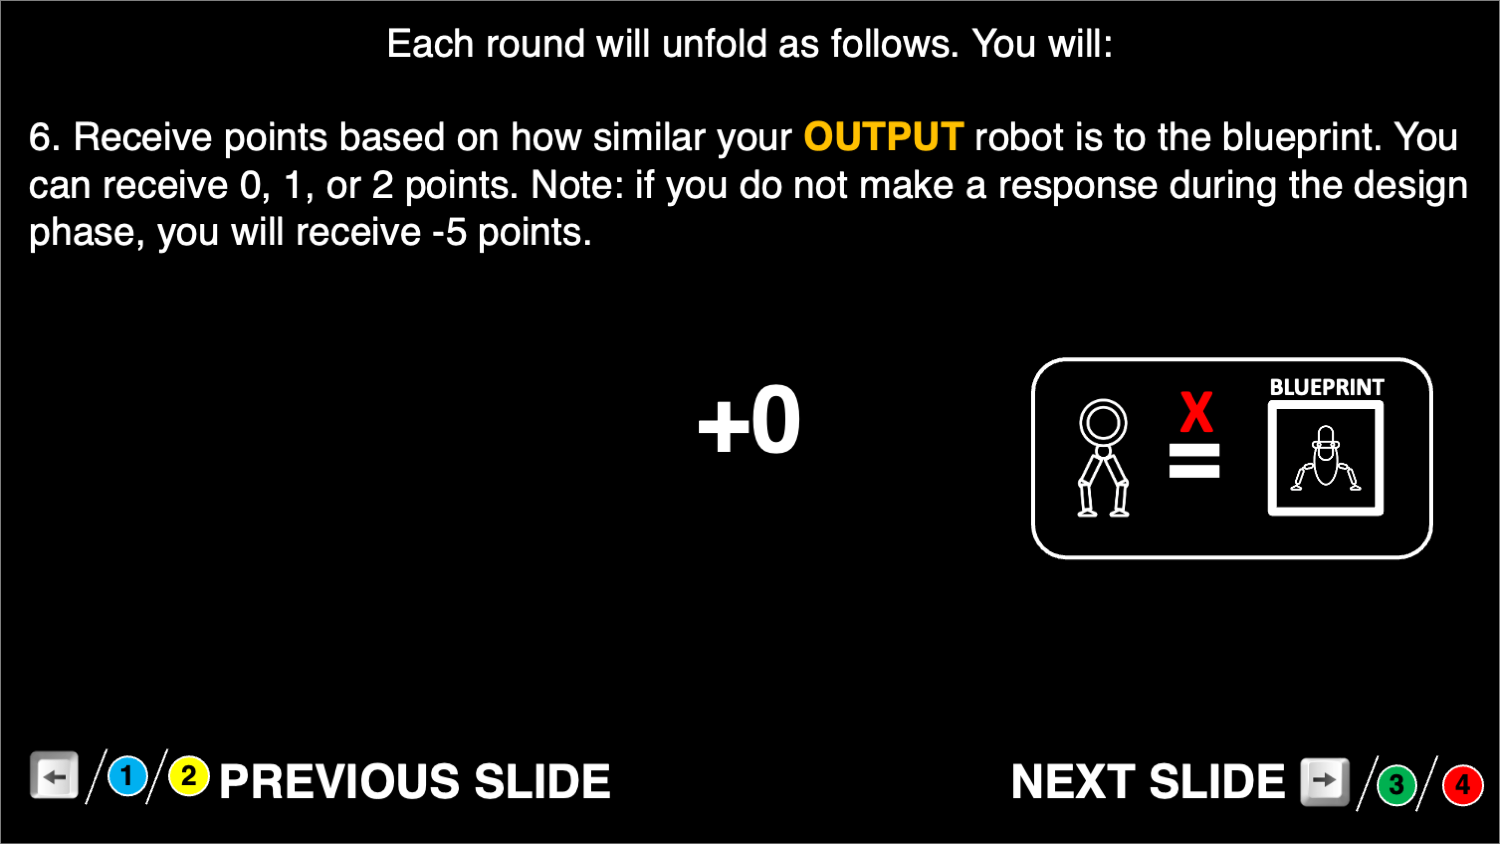 Each round will unfold as follows. You will:
6. Receive points based on how similar your OUTPUT robot is to the blueprint. You
can receive 0, 1, or 2 points. Note: if you do not make a response during the design
phase, you will receive -5 points.
BLUEPRINT
X
=
+0
←/1/2 PREVIOUS SLIDE
NEXT SLIDE →/3/4